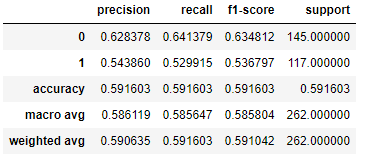 precision recall f1-score support
0 0.628378 0.641379 0.634812 145.000000
1 0.543860 0.529915 0.536797 117.000000
accuracy 0.591603 0.591603 0.591603 0.591603
macro avg 0.586119 0.585647 0.585804 262.000000
weighted avg 0.590635 0.591603 0.591042 262.000000